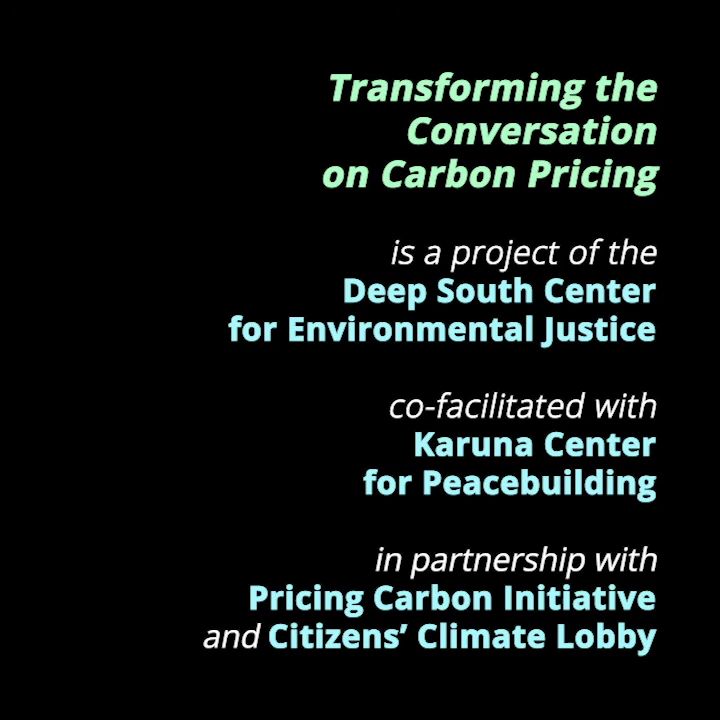 Transforming the
Conversation
on Carbon Pricing
is a project of the
Deep South Center
for Environmental Justice
co-facilitated with
Karuna Center
for Peacebuilding
in partnership with
Pricing Carbon Initiative
and Citizens’ Climate Lobby